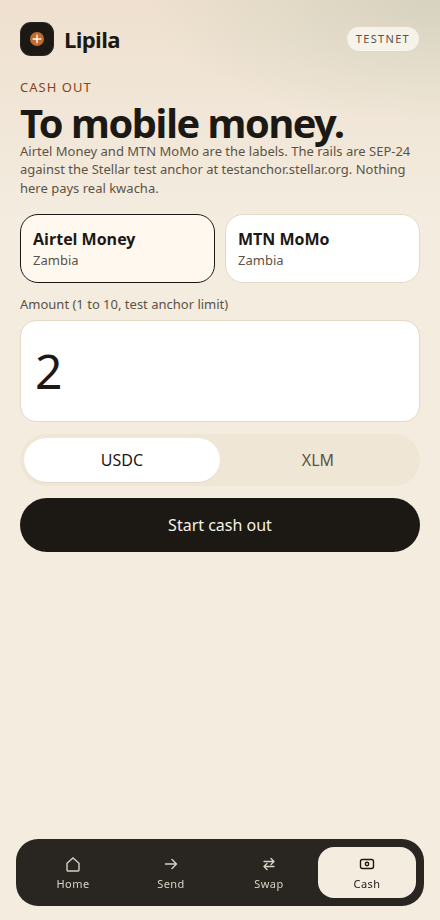 Lipila
TESTNET
CASH OUT
To mobile money.
Airtel Money and MTN MoMo are the labels. The rails are SEP-24
against the Stellar test anchor at testanchor.stellar.org. Nothing
here pays real kwacha.
Airtel Money
Zambia
MTN MoMo
Zambia
Amount (1 to 10, test anchor limit)
2
USDC
XLM
Start cash out
Home
Send
Swap
Cash